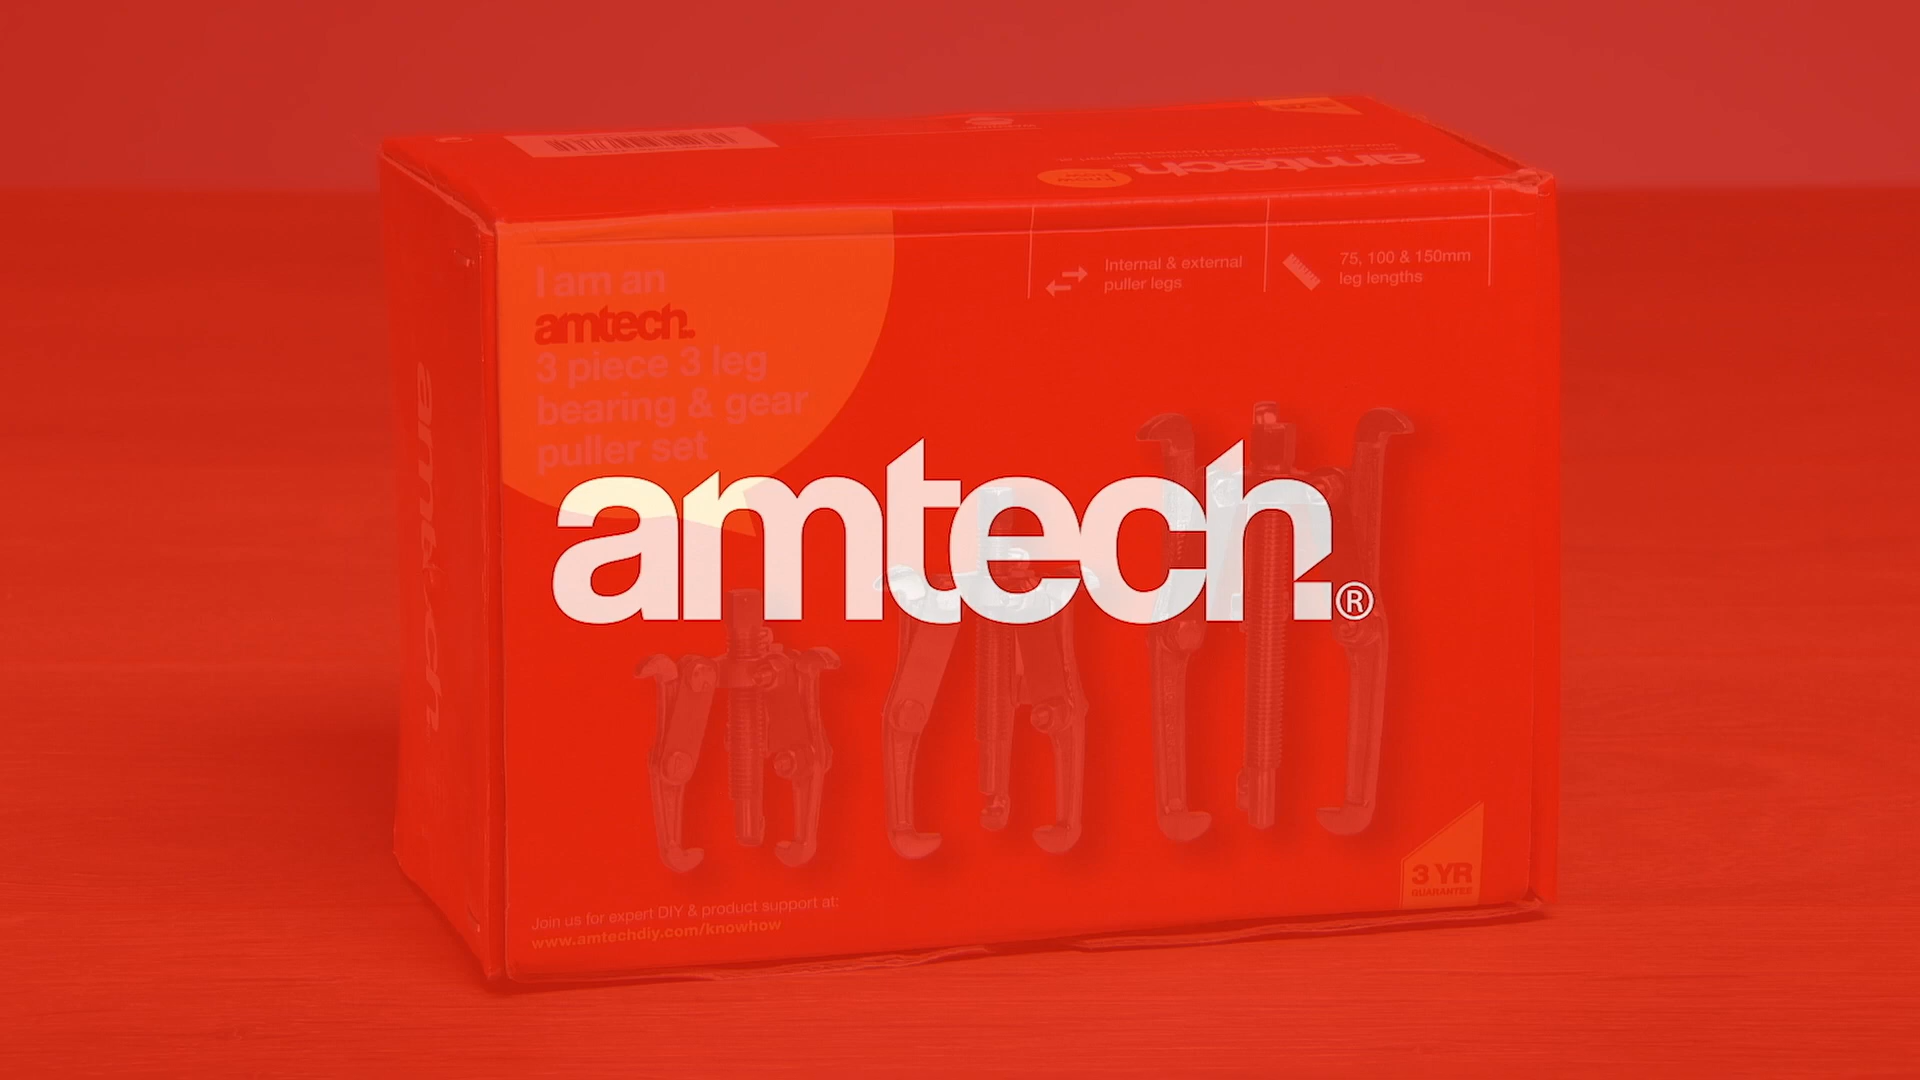 amtech
Internal & external
puller legs
75, 100 & 150mm
leg lengths
I am an
amtech.
3 piece 3 leg
bearing & gear
puller set
amtech
amtech.®
3 YR
GUARANTEE
Join us for expert DIY & product support at:
www.amtechdiy.com/knowhow